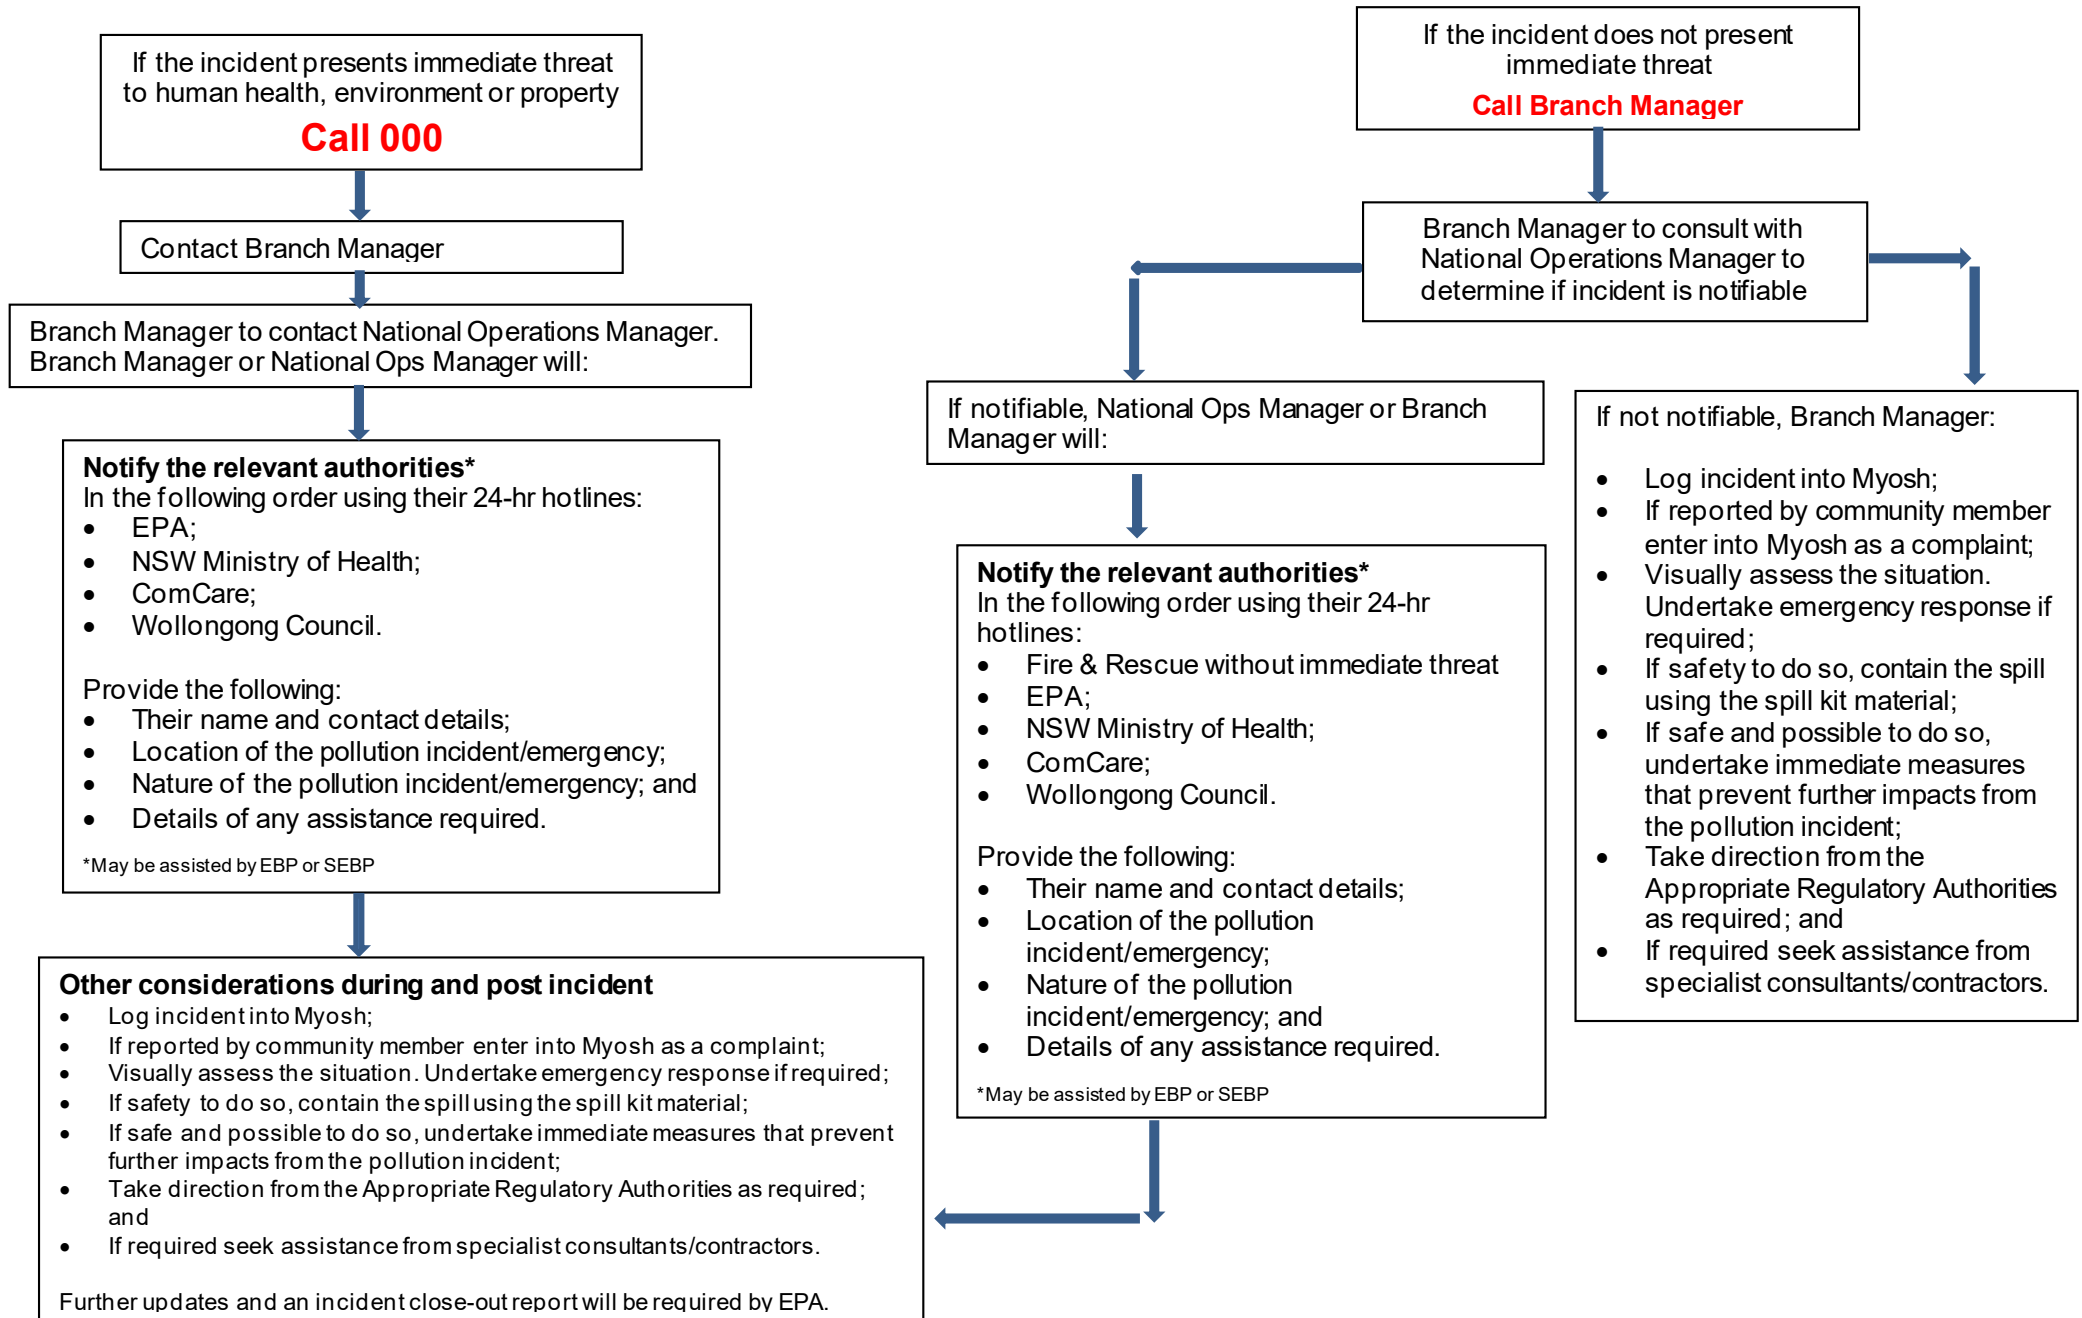 If the incident presents immediate threat
to human health, environment or property
Call 000
Contact Branch Manager
Branch Manager to contact National Operations Manager.
Branch Manager or National Ops Manager will:
Notify the relevant authorities*
In the following order using their 24-hr hotlines:
• EPA;
• NSW Ministry of Health;
• ComCare;
• Wollongong Council.
Provide the following:
• Their name and contact details;
• Location of the pollution incident/emergency;
• Nature of the pollution incident/emergency; and
• Details of any assistance required.
*May be assisted by EBP or SEBP
Other considerations during and post incident
• Log incident into Myosh;
• If reported by community member enter into Myosh as a complaint;
• Visually assess the situation. Undertake emergency response if required;
• If safety to do so, contain the spill using the spill kit material;
• If safe and possible to do so, undertake immediate measures that prevent
further impacts from the pollution incident;
• Take direction from the Appropriate Regulatory Authorities as required;
and
• If required seek assistance from specialist consultants/contractors.
Further updates and an incident close-out report will be required by EPA.
If the incident does not present
immediate threat
Call Branch Manager
Branch Manager to consult with
National Operations Manager to
determine if incident is notifiable
If notifiable, National Ops Manager or Branch
Manager will:
Notify the relevant authorities*
In the following order using their 24-hr
hotlines:
• Fire & Rescue without immediate threat
• EPA;
• NSW Ministry of Health;
• ComCare;
• Wollongong Council.
Provide the following:
• Their name and contact details;
• Location of the pollution
incident/emergency;
• Nature of the pollution
incident/emergency; and
• Details of any assistance required.
*May be assisted by EBP or SEBP
If not notifiable, Branch Manager:
• Log incident into Myosh;
• If reported by community member
enter into Myosh as a complaint;
• Visually assess the situation.
Undertake emergency response if
required;
• If safety to do so, contain the spill
using the spill kit material;
• If safe and possible to do so,
undertake immediate measures
that prevent further impacts from
the pollution incident;
• Take direction from the
Appropriate Regulatory Authorities
as required; and
• If required seek assistance from
specialist consultants/contractors.